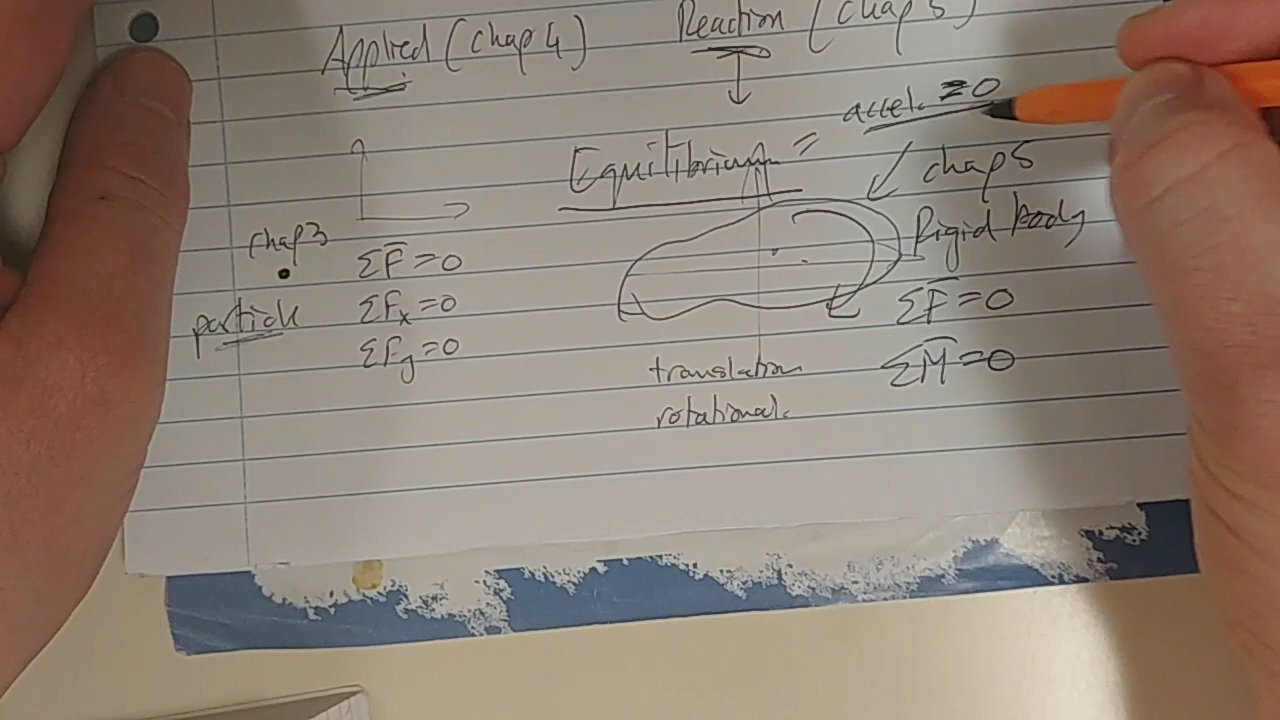 Applied (chap 4)
Reaction (chap 5)
Equilibrium = accel. = 0
chap 5
Rigid body
chap 3
particle
ΣF̅ = 0
ΣFx = 0
ΣFy = 0
ΣF̅ = 0
ΣM̅ = 0
translation
rotational.